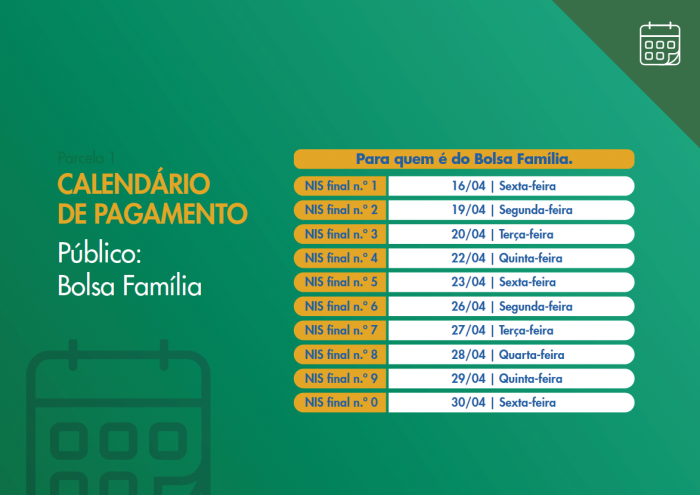 Parcela 1
CALENDÁRIO
DE PAGAMENTO
Público:
Bolsa Família
Para quem é do Bolsa Família.
NIS final n.º 1 16/04 | Sexta-feira
NIS final n.º 2 19/04 | Segunda-feira
NIS final n.º 3 20/04 | Terça-feira
NIS final n.º 4 22/04 | Quinta-feira
NIS final n.º 5 23/04 | Sexta-feira
NIS final n.º 6 26/04 | Segunda-feira
NIS final n.º 7 27/04 | Terça-feira
NIS final n.º 8 28/04 | Quarta-feira
NIS final n.º 9 29/04 | Quinta-feira
NIS final n.º 0 30/04 | Sexta-feira